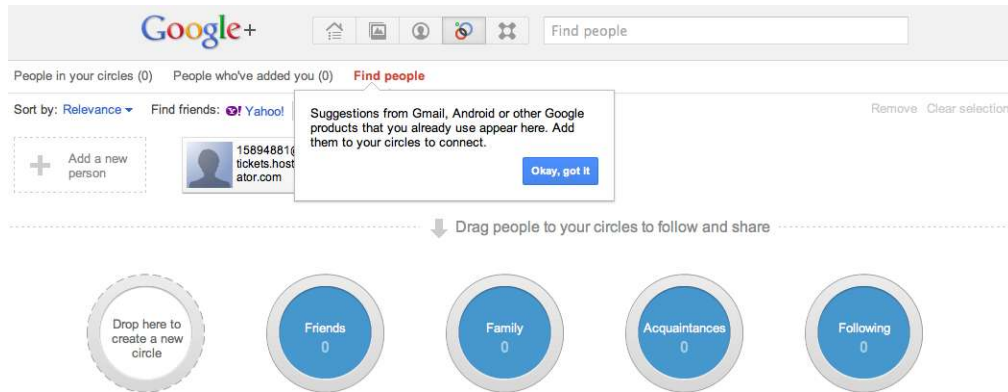 Google+
Find people
People in your circles (0) People who've added you (0) Find people
Sort by: Relevance Find friends: Yahoo!
Remove Clear selection
Suggestions from Gmail, Android or other Google
products that you already use appear here. Add
them to your circles to connect.
Okay, got it
Add a new
person
15894881@
tickets.host
ator.com
Drag people to your circles to follow and share
Drop here to
create a new
circle
Friends
0
Family
0
Acquaintances
0
Following
0